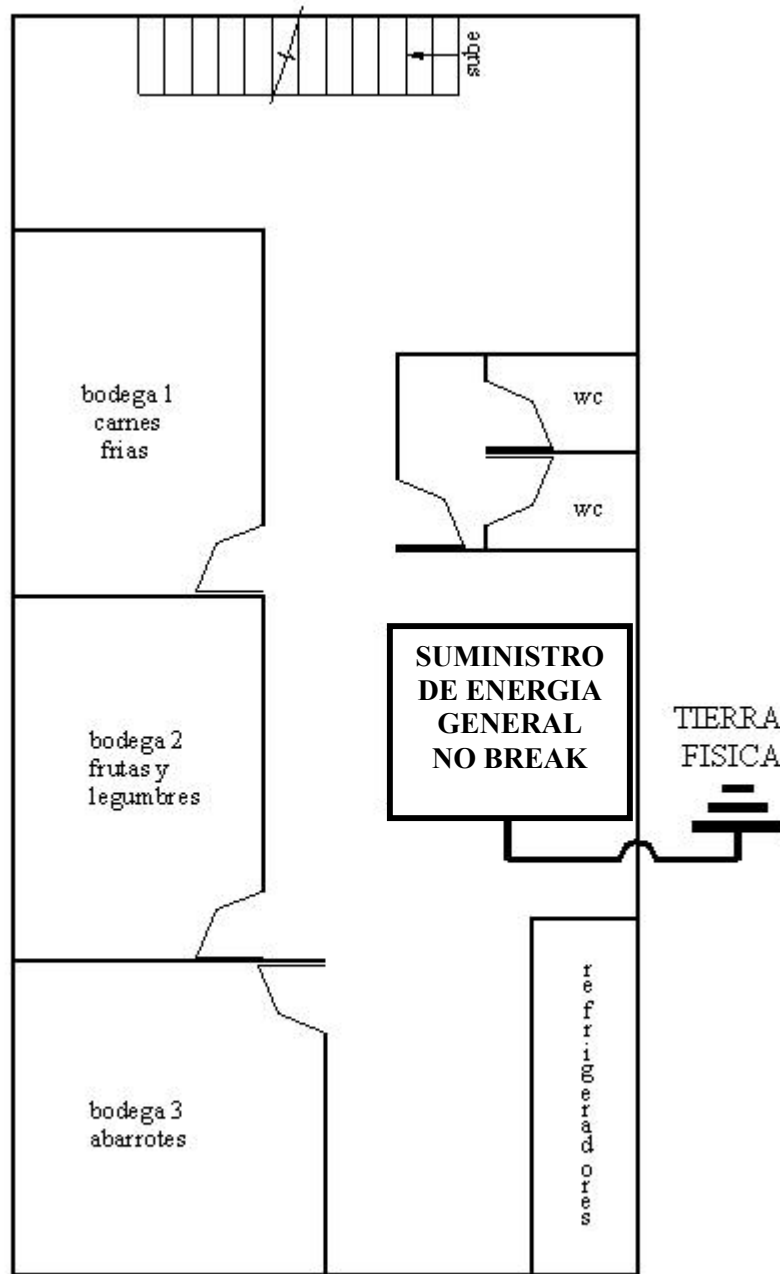 sube
bodega 1
carnes
frias
wc
wc
SUMINISTRO
DE ENERGIA
GENERAL
NO BREAK
TIERRA
FISICA
bodega 2
frutas y
legumbres
bodega 3
abarrotes
refrigeradores